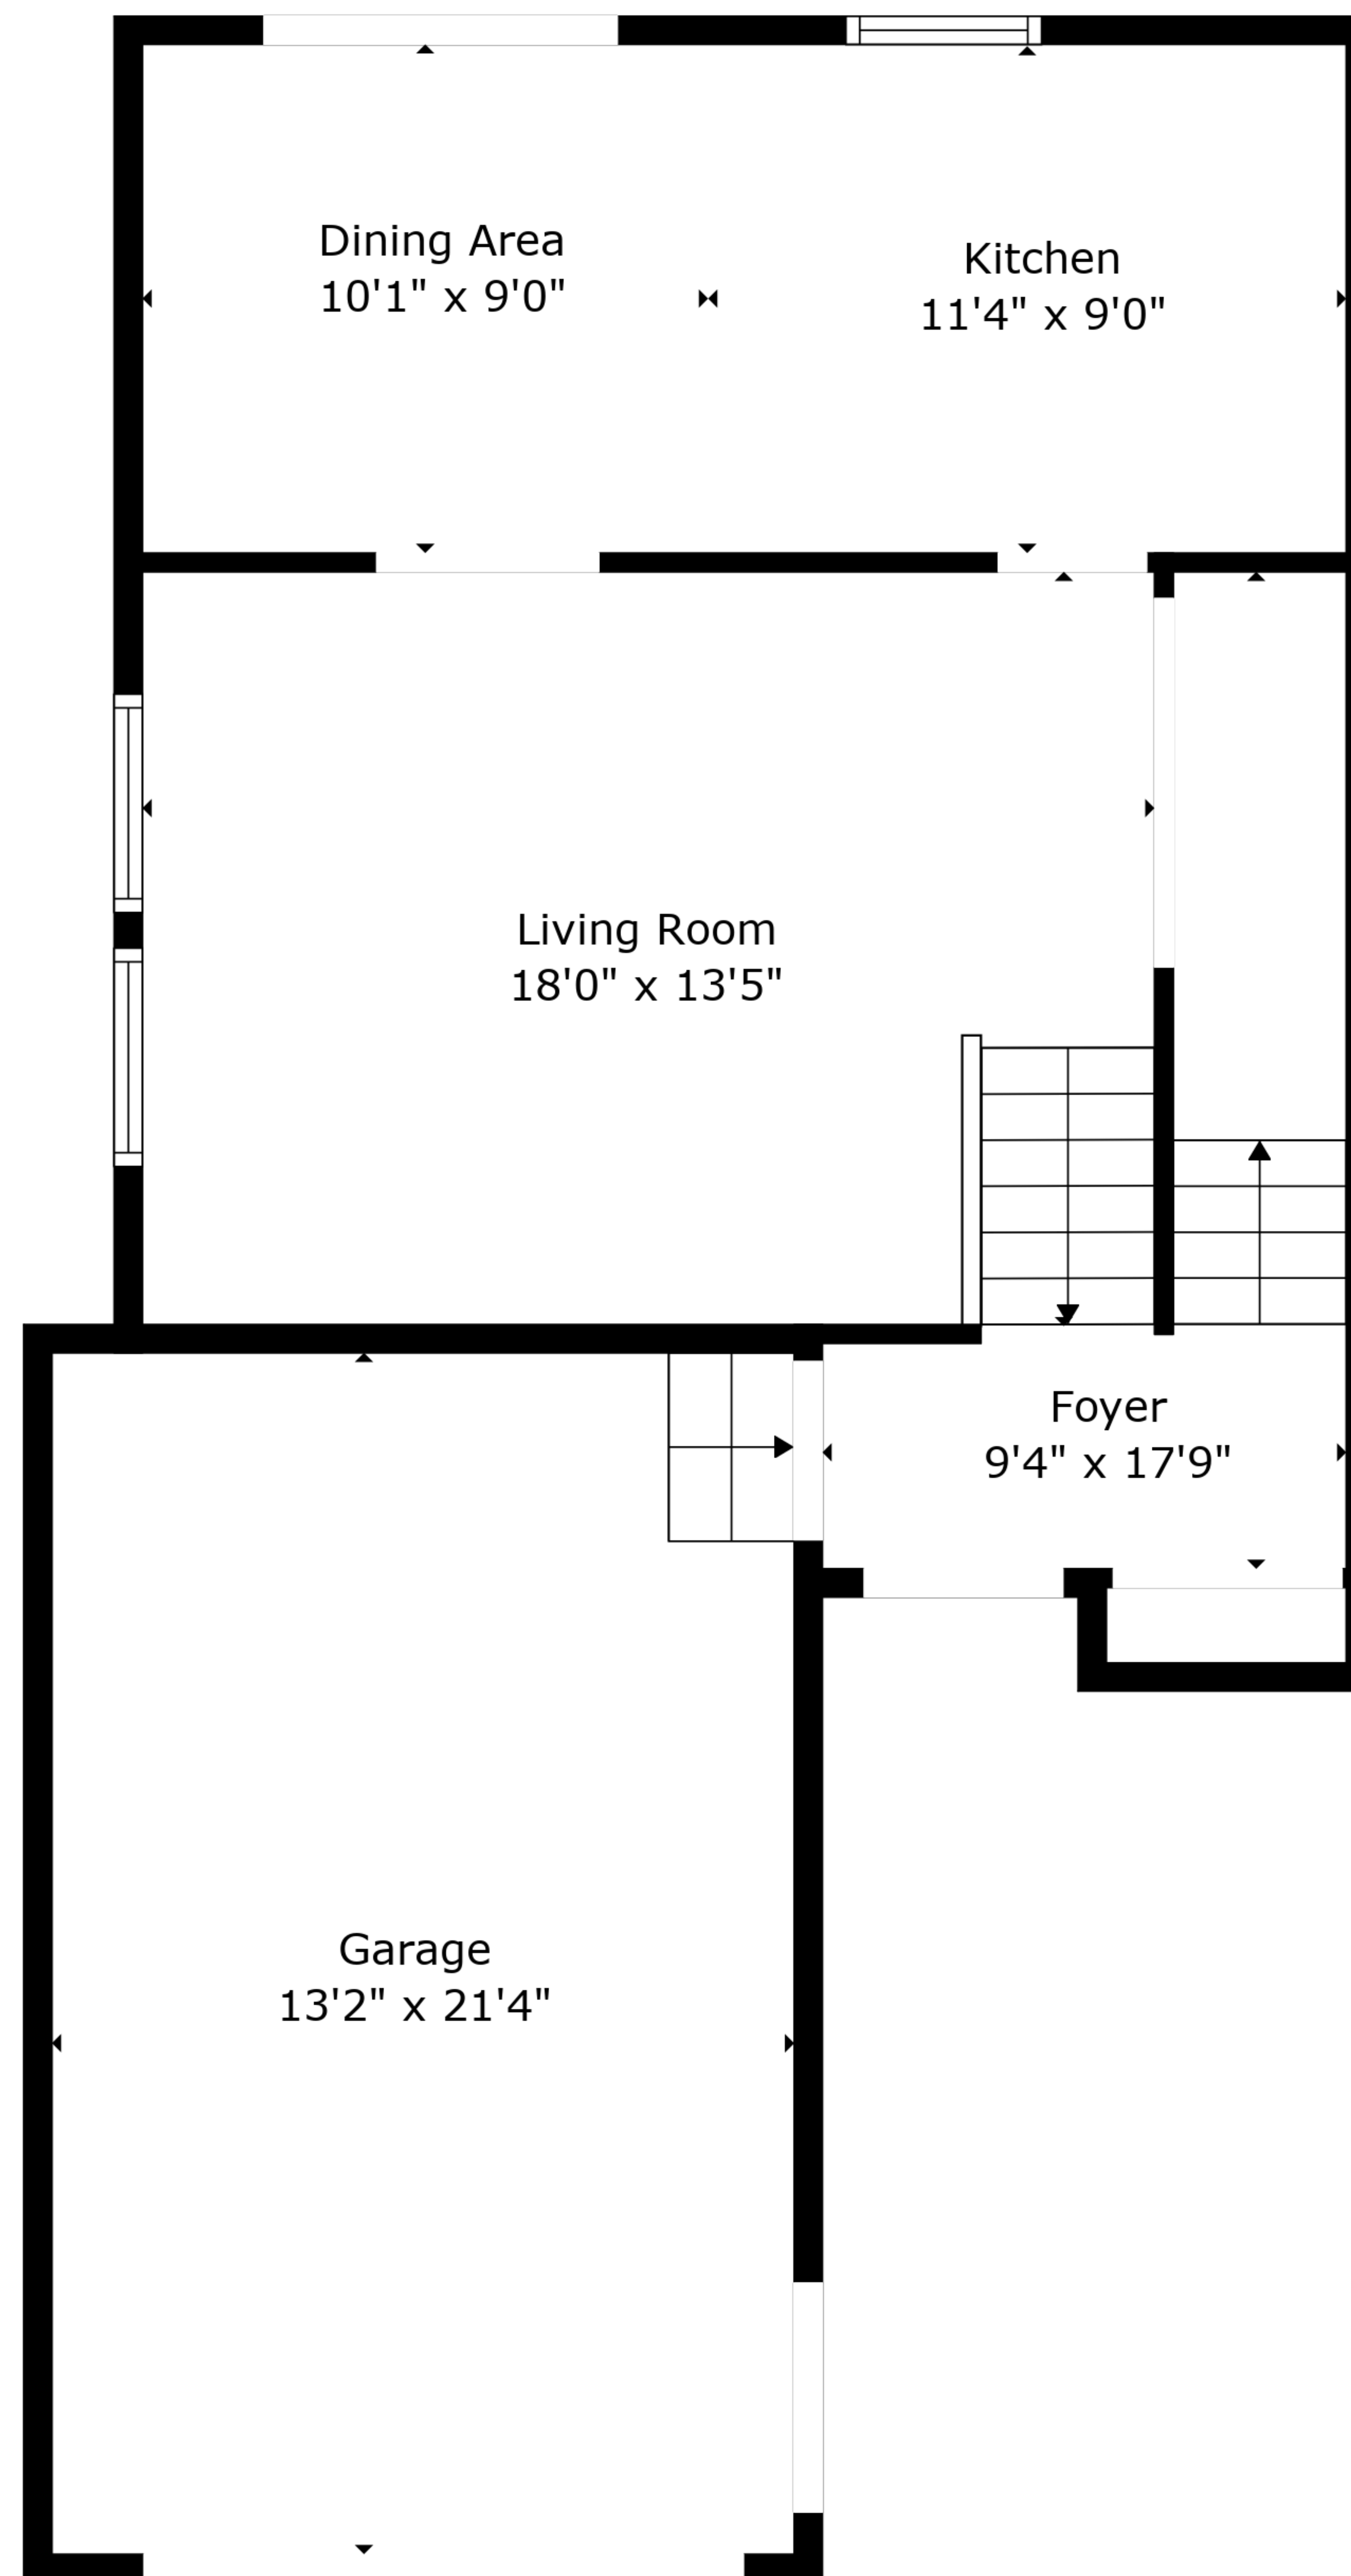 Dining Area
10'1" x 9'0"
Kitchen
11'4" x 9'0"
Living Room
18'0" x 13'5"
Foyer
9'4" x 17'9"
Garage
13'2" x 21'4"